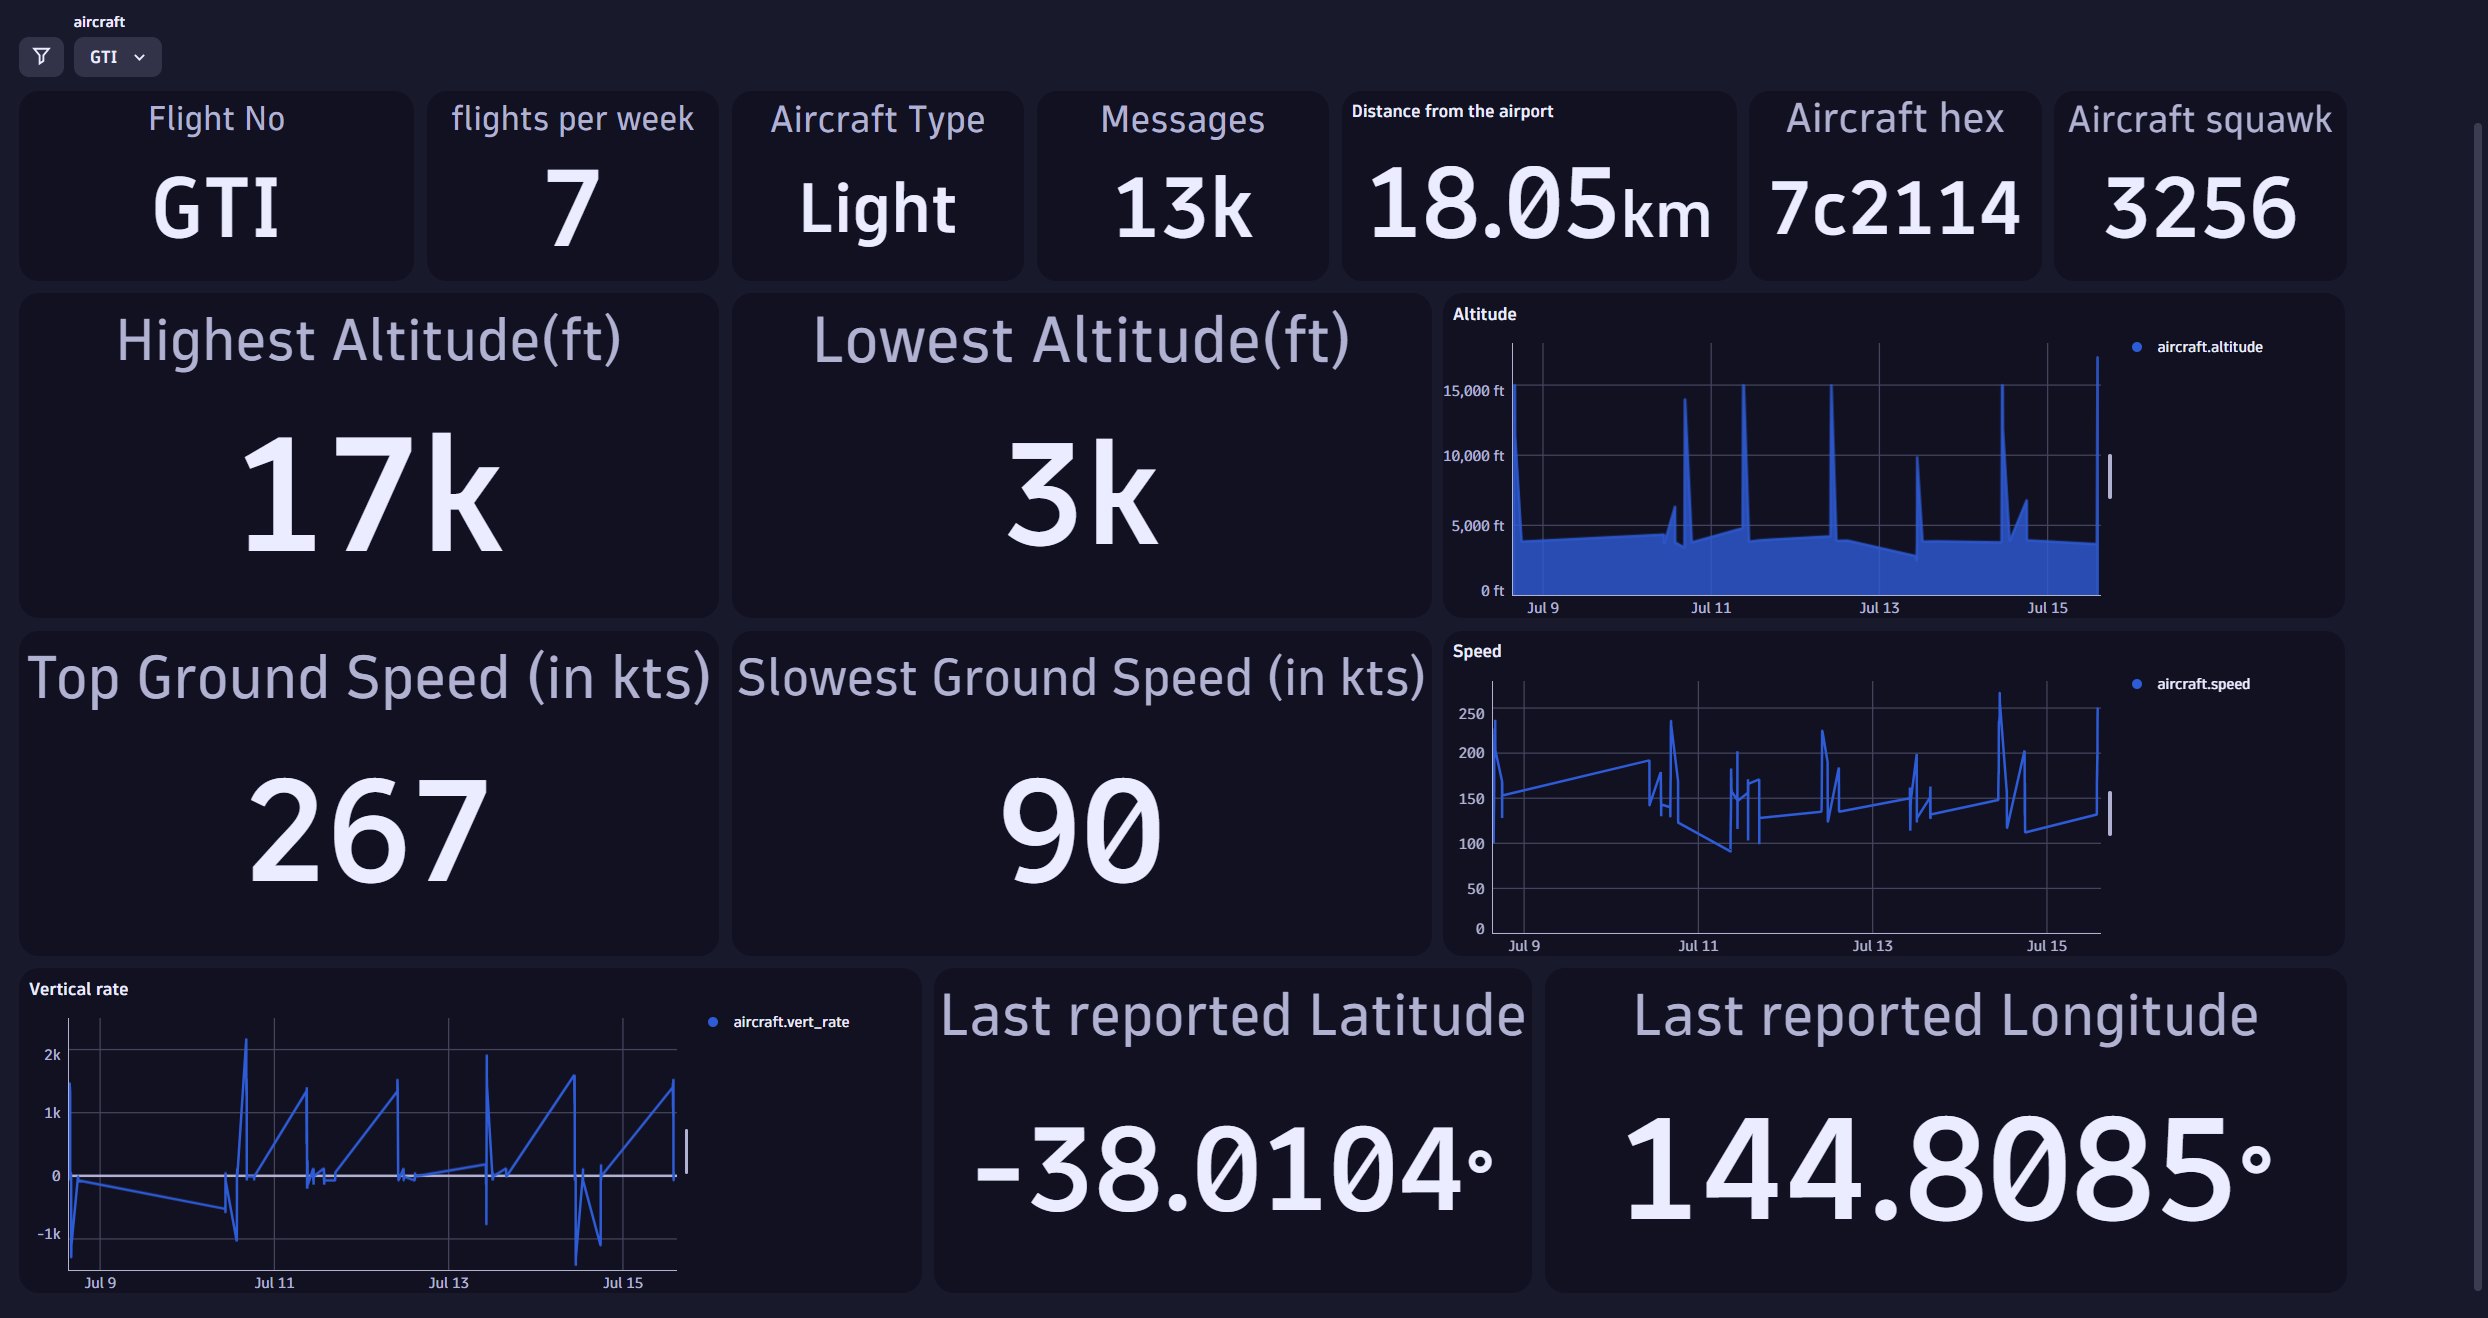 aircraft
GTI
Flight No
GTI
flights per week
7
Aircraft Type
Light
Messages
13k
Distance from the airport
18.05km
Aircraft hex
7c2114
Aircraft squawk
3256
Highest Altitude(ft)
17k
Lowest Altitude(ft)
3k
Altitude
aircraft.altitude
15,000 ft
10,000 ft
5,000 ft
0 ft
Jul 9 Jul 11 Jul 13 Jul 15
Top Ground Speed (in kts)
267
Slowest Ground Speed (in kts)
90
Speed
aircraft.speed
250
200
150
100
50
0
Jul 9 Jul 11 Jul 13 Jul 15
Vertical rate
aircraft.vert_rate
2k
1k
0
-1k
Jul 9 Jul 11 Jul 13 Jul 15
Last reported Latitude
-38.0104°
Last reported Longitude
144.8085°